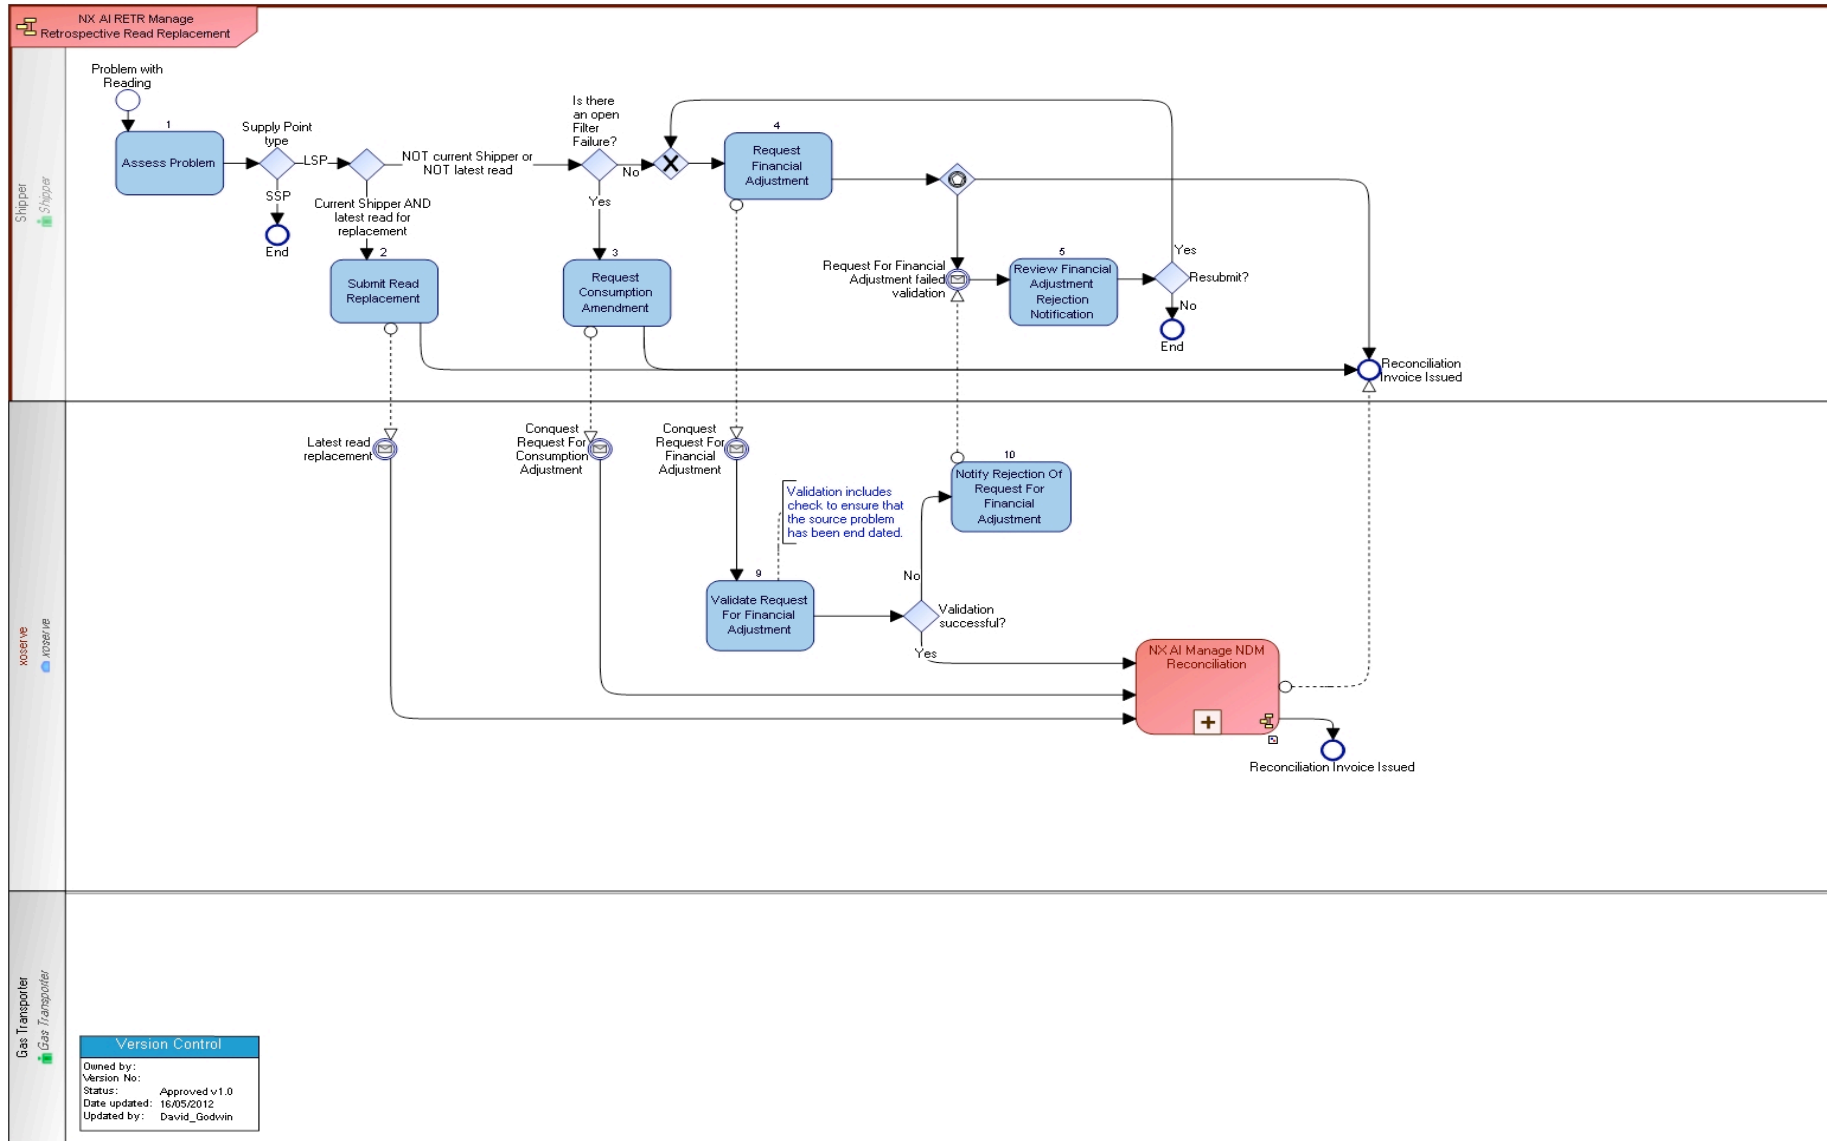 NX AI RETR Manage
Retrospective Read Replacement
Shipper
Shipper
Problem with
Reading
1
Assess Problem
Supply Point
type
LSP
SSP
End
NOT current Shipper or
NOT latest read
Current Shipper AND
latest read for
replacement
2
Submit Read
Replacement
Is there
an open
Filter
Failure?
No
Yes
3
Request
Consumption
Amendment
4
Request
Financial
Adjustment
Request For Financial
Adjustment failed
validation
5
Review Financial
Adjustment
Rejection
Notification
Yes
Resubmit?
No
End
Reconciliation
Invoice Issued
xoserve
xoserve
Latest read
replacement
Conquest
Request For
Consumption
Adjustment
Conquest
Request For
Financial
Adjustment
Validation includes
check to ensure that
the source problem
has been end dated.
9
Validate Request
For Financial
Adjustment
10
Notify Rejection Of
Request For
Financial
Adjustment
No
Validation
successful?
Yes
NX AI Manage NDM
Reconciliation
Reconciliation Invoice Issued
Gas Transporter
Gas Transporter
Version Control
Owned by:
Version No:
Status: Approved v1.0
Date updated: 16/05/2012
Updated by: David_Godwin